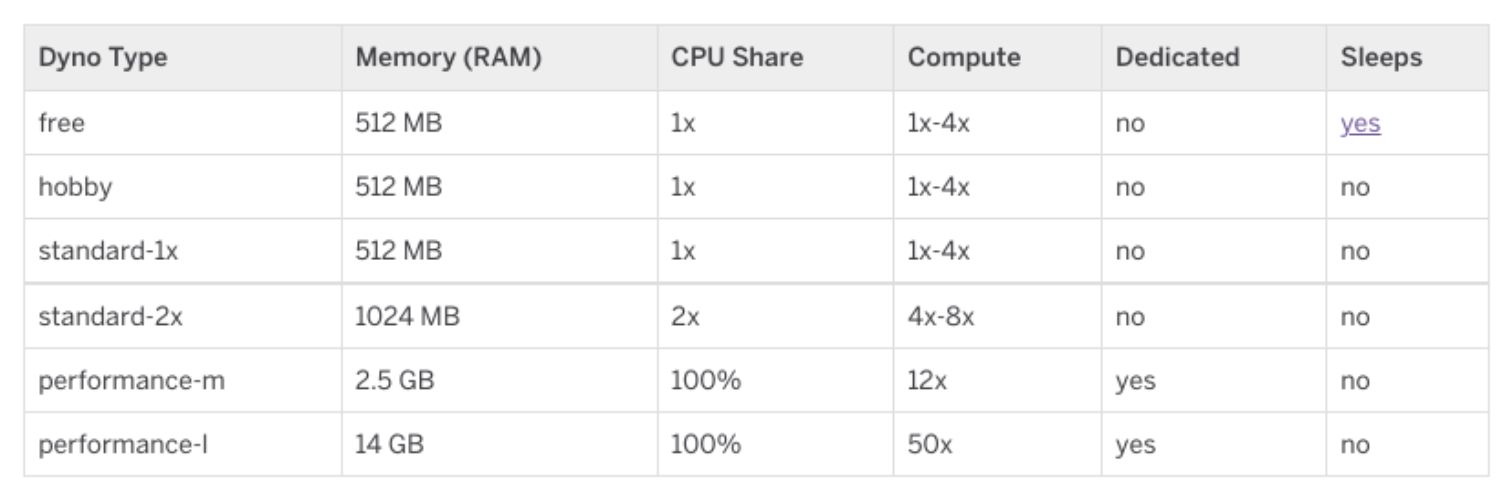 Dyno Type Memory (RAM) CPU Share Compute Dedicated Sleeps
free 512 MB 1x 1x-4x no yes
hobby 512 MB 1x 1x-4x no no
standard-1x 512 MB 1x 1x-4x no no
standard-2x 1024 MB 2x 4x-8x no no
performance-m 2.5 GB 100% 12x yes no
performance-l 14 GB 100% 50x yes no